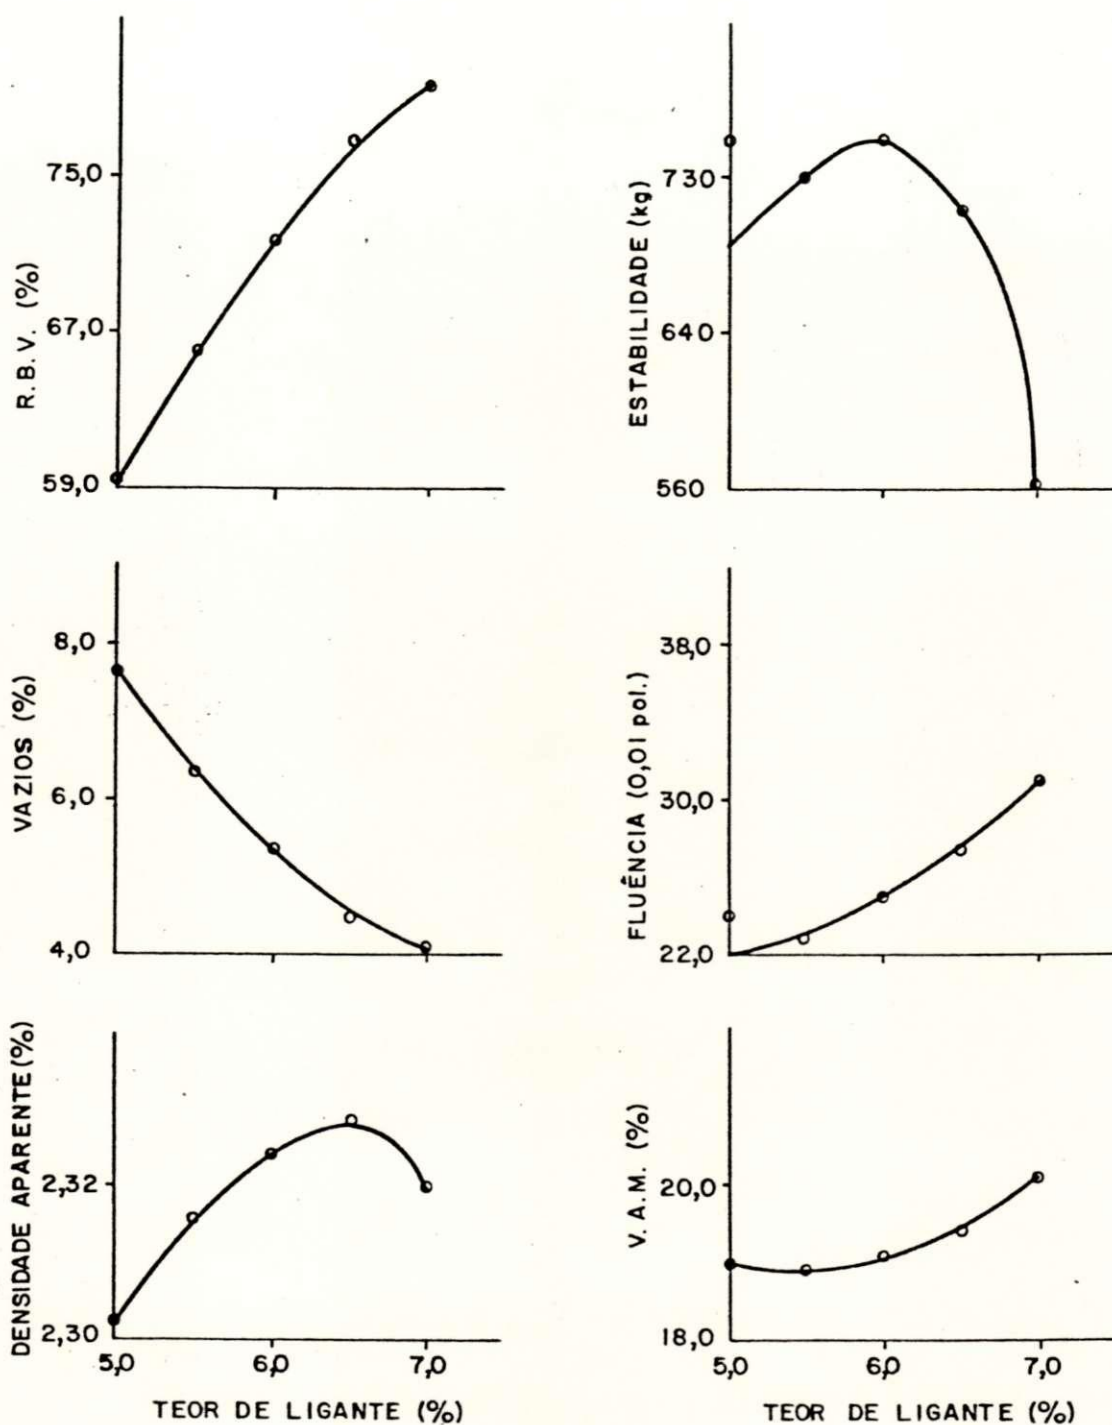 R.B.V. (%)
75,0
67,0
59,0
ESTABILIDADE (kg)
730
640
560
VAZIOS (%)
8,0
6,0
4,0
FLUÊNCIA (0,01 pol.)
38,0
30,0
22,0
DENSIDADE APARENTE (%)
2,32
2,30
5,0 6,0 7,0
TEOR DE LIGANTE (%)
V.A.M. (%)
20,0
18,0
5,0 6,0 7,0
TEOR DE LIGANTE (%)